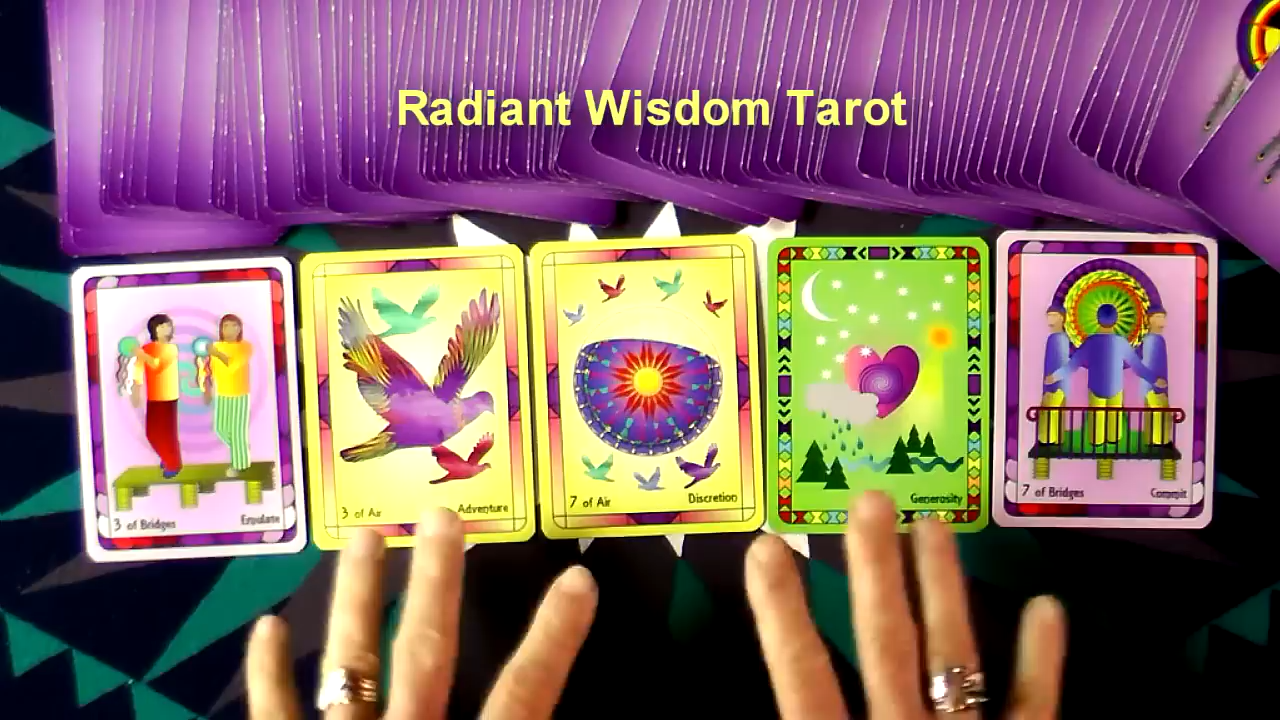 Radiant Wisdom Tarot
3 of Bridges
Emulate
3 of Air
Adventure
7 of Air
Discretion
Generosity
7 of Bridges
Commit